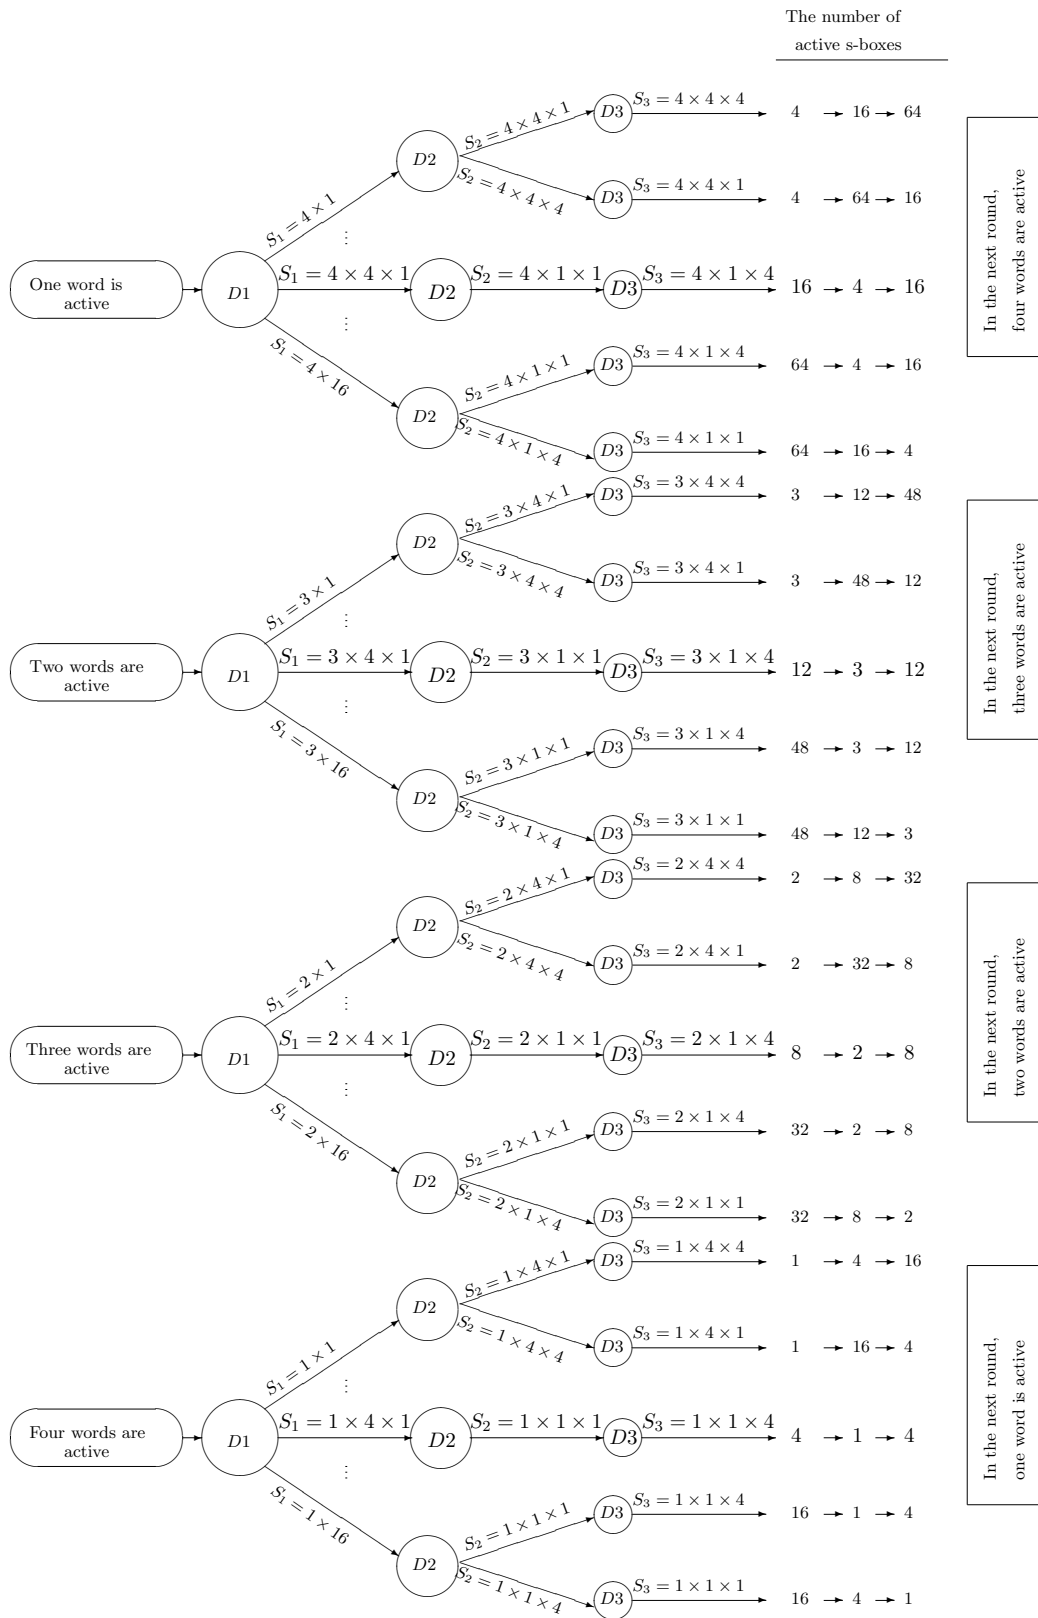 The number of
active s-boxes
S₂ = 4 × 4 × 1
D3
S₃ = 4 × 4 × 4
4 → 16 → 64
D2
S₂ = 4 × 4 × 4
D3
S₃ = 4 × 4 × 1
4 → 64 → 16
S₁ = 4 × 1
⋮
One word is
active
D1
S₁ = 4 × 4 × 1
D2
S₂ = 4 × 1 × 1
D3
S₃ = 4 × 1 × 4
16 → 4 → 16
⋮
S₁ = 4 × 16
S₂ = 4 × 1 × 1
D3
S₃ = 4 × 1 × 4
64 → 4 → 16
D2
S₂ = 4 × 1 × 4
D3
S₃ = 4 × 1 × 1
64 → 16 → 4
In the next round,
four words are active
S₂ = 3 × 4 × 1
D3
S₃ = 3 × 4 × 4
3 → 12 → 48
D2
S₂ = 3 × 4 × 4
D3
S₃ = 3 × 4 × 1
3 → 48 → 12
S₁ = 3 × 1
⋮
Two words are
active
D1
S₁ = 3 × 4 × 1
D2
S₂ = 3 × 1 × 1
D3
S₃ = 3 × 1 × 4
12 → 3 → 12
⋮
S₁ = 3 × 16
S₂ = 3 × 1 × 1
D3
S₃ = 3 × 1 × 4
48 → 3 → 12
D2
S₂ = 3 × 1 × 4
D3
S₃ = 3 × 1 × 1
48 → 12 → 3
In the next round,
three words are active
S₂ = 2 × 4 × 1
D3
S₃ = 2 × 4 × 4
2 → 8 → 32
D2
S₂ = 2 × 4 × 4
D3
S₃ = 2 × 4 × 1
2 → 32 → 8
S₁ = 2 × 1
⋮
Three words are
active
D1
S₁ = 2 × 4 × 1
D2
S₂ = 2 × 1 × 1
D3
S₃ = 2 × 1 × 4
8 → 2 → 8
⋮
S₁ = 2 × 16
S₂ = 2 × 1 × 1
D3
S₃ = 2 × 1 × 4
32 → 2 → 8
D2
S₂ = 2 × 1 × 4
D3
S₃ = 2 × 1 × 1
32 → 8 → 2
In the next round,
two words are active
S₂ = 1 × 4 × 1
D3
S₃ = 1 × 4 × 4
1 → 4 → 16
D2
S₂ = 1 × 4 × 4
D3
S₃ = 1 × 4 × 1
1 → 16 → 4
S₁ = 1 × 1
⋮
Four words are
active
D1
S₁ = 1 × 4 × 1
D2
S₂ = 1 × 1 × 1
D3
S₃ = 1 × 1 × 4
4 → 1 → 4
⋮
S₁ = 1 × 16
S₂ = 1 × 1 × 1
D3
S₃ = 1 × 1 × 4
16 → 1 → 4
D2
S₂ = 1 × 1 × 4
D3
S₃ = 1 × 1 × 1
16 → 4 → 1
In the next round,
one word is active